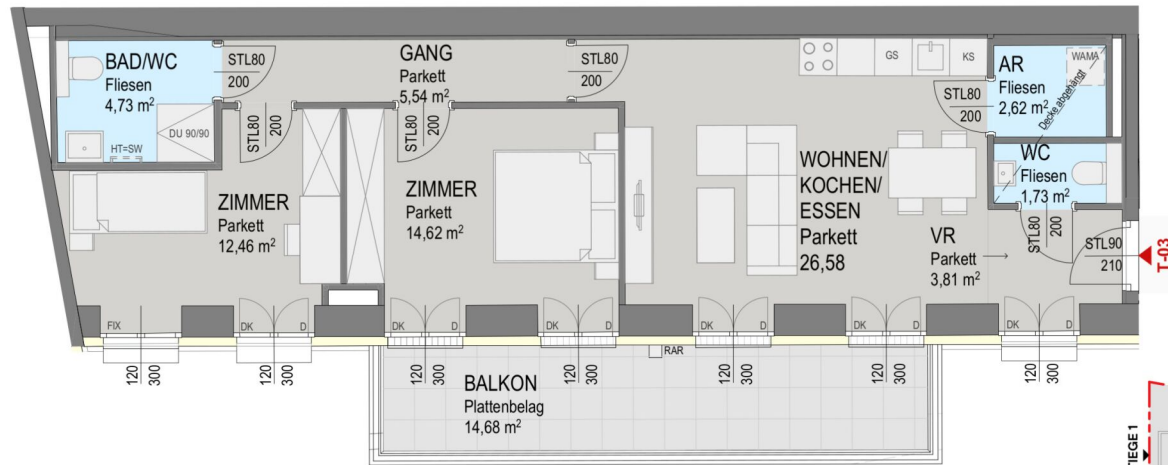 BAD/WC
Fliesen
4,73 m²
STL80
200
GANG
Parkett
5,54 m²
STL80
200
GS
KS
STL80
200
AR
Fliesen
2,62 m²
WAMA
Decke abgehängt
DU 90/90
HT=SW
STL80
200
STL80
200
ZIMMER
Parkett
12,46 m²
ZIMMER
Parkett
14,62 m²
WOHNEN/
KOCHEN/
ESSEN
Parkett
26,58
WC
Fliesen
1,73 m²
STL80
200
VR
Parkett
3,81 m²
STL90
210
T-03
FIX
DK
D
DK
D
DK
D
DK
D
DK
D
DK
D
RAR
120
300
120
300
120
300
120
300
120
300
120
300
120
300
BALKON
Plattenbelag
14,68 m²
TIEGE 1